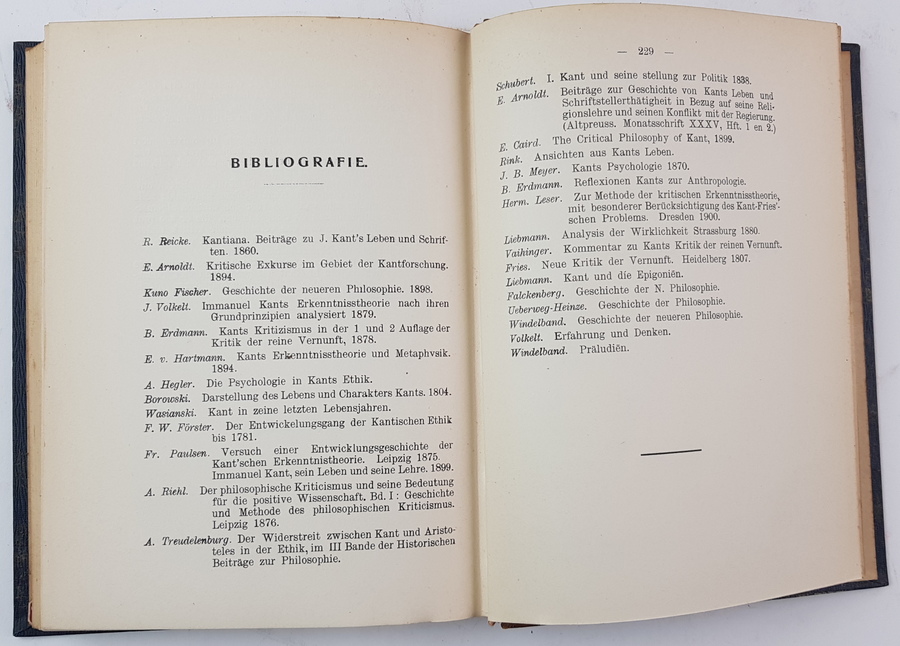 BIBLIOGRAFIE.
R. Reicke. Kantiana. Beiträge zu J. Kant's Leben und Schrif-
ten. 1860.
E. Arnoldt. Kritische Exkurse im Gebiet der Kantforschung.
1894.
Kuno Fischer. Geschichte der neueren Philosophie. 1898.
J. Volkelt. Immanuel Kants Erkenntnisstheorie nach ihren
Grundprinzipien analysiert 1879.
B. Erdmann. Kants Kritizismus in der 1 und 2 Auflage der
Kritik der reine Vernunft, 1878.
E. v. Hartmann. Kants Erkenntnisstheorie und Metaphvsik.
1894.
A. Hegler. Die Psychologie in Kants Ethik.
Borowski. Darstellung des Lebens und Charakters Kants. 1804.
Wasianski. Kant in zeine letzten Lebensjahren.
F. W. Förster. Der Entwickelungsgang der Kantischen Ethik
bis 1781.
Fr. Paulsen. Versuch einer Entwicklungsgeschichte der
Kant'schen Erkenntnistheorie. Leipzig 1875.
Immanuel Kant, sein Leben und seine Lehre. 1899.
A. Riehl. Der philosophische Kriticismus und seine Bedeutung
für die positive Wissenschaft. Bd. I: Geschichte
und Methode des philosophischen Kriticismus.
Leipzig 1876.
A. Treudelenburg. Der Widerstreit zwischen Kant und Aristo-
teles in der Ethik, im III Bande der Historischen
Beiträge zur Philosophie.
— 229 —
Schubert. I. Kant und seine stellung zur Politik 1838.
E. Arnoldt. Beiträge zur Geschichte von Kants Leben und
Schriftstellerthätigkeit in Bezug auf seine Reli-
gionslehre und seinen Konflikt mit der Regierung.
(Altpreuss. Monatsschrift XXXV, Hft. 1 en 2.)
E. Caird. The Critical Philosophy of Kant, 1899.
Rink. Ansichten aus Kants Leben.
J. B. Meyer. Kants Psychologie 1870.
B. Erdmann. Reflexionen Kants zur Anthropologie.
Herm. Leser. Zur Methode der kritischen Erkenntnisstheorie,
mit besonderer Berücksichtigung des Kant-Fries'-
schen Problems. Dresden 1900.
Liebmann. Analysis der Wirklichkeit Strassburg 1880.
Vaihinger. Kommentar zu Kants Kritik der reinen Vernunft.
Fries. Neue Kritik der Vernunft. Heidelberg 1807.
Liebmann. Kant und die Epigoniën.
Falckenberg. Geschichte der N. Philosophie.
Ueberweg-Heinze. Geschichte der Philosophie.
Windelband. Geschichte der neueren Philosophie.
Volkelt. Erfahrung und Denken.
Windelband. Präludiën.